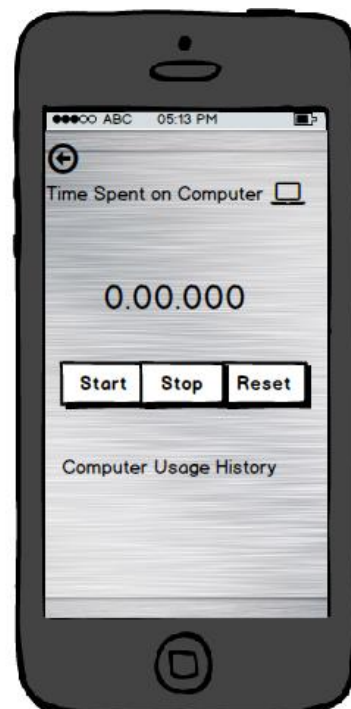 ABC 05:13 PM
Time Spent on Computer
0.00.000
Start Stop Reset
Computer Usage History